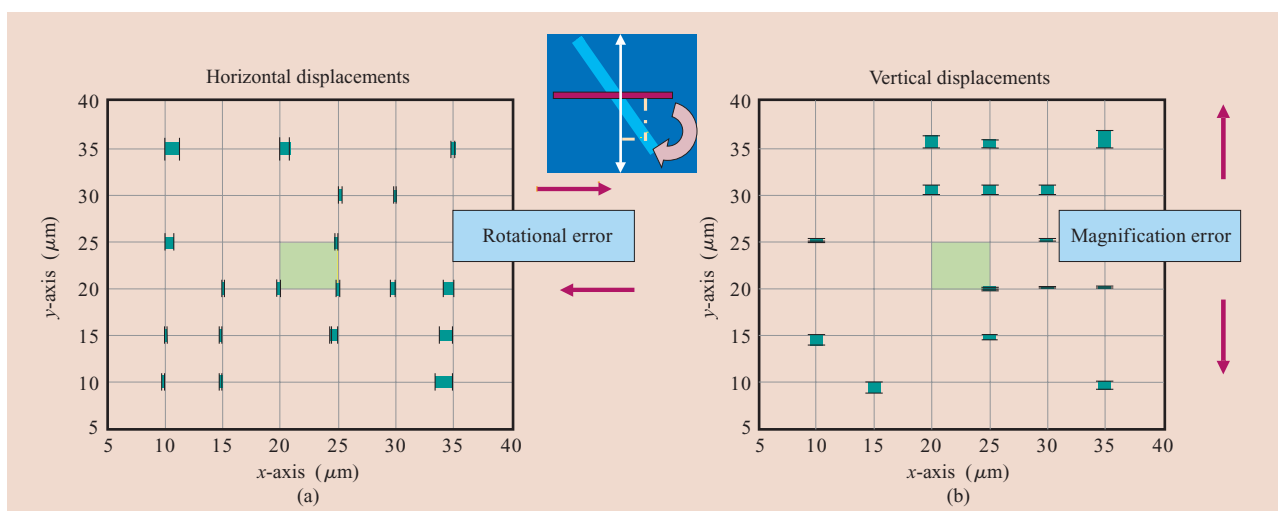 Horizontal displacements
40
35
30
25
20
15
10
5
y-axis (μm)
5 10 15 20 25 30 35 40
x-axis (μm)
(a)
Rotational error
Vertical displacements
40
35
30
25
20
15
10
5
y-axis (μm)
5 10 15 20 25 30 35 40
x-axis (μm)
(b)
Magnification error